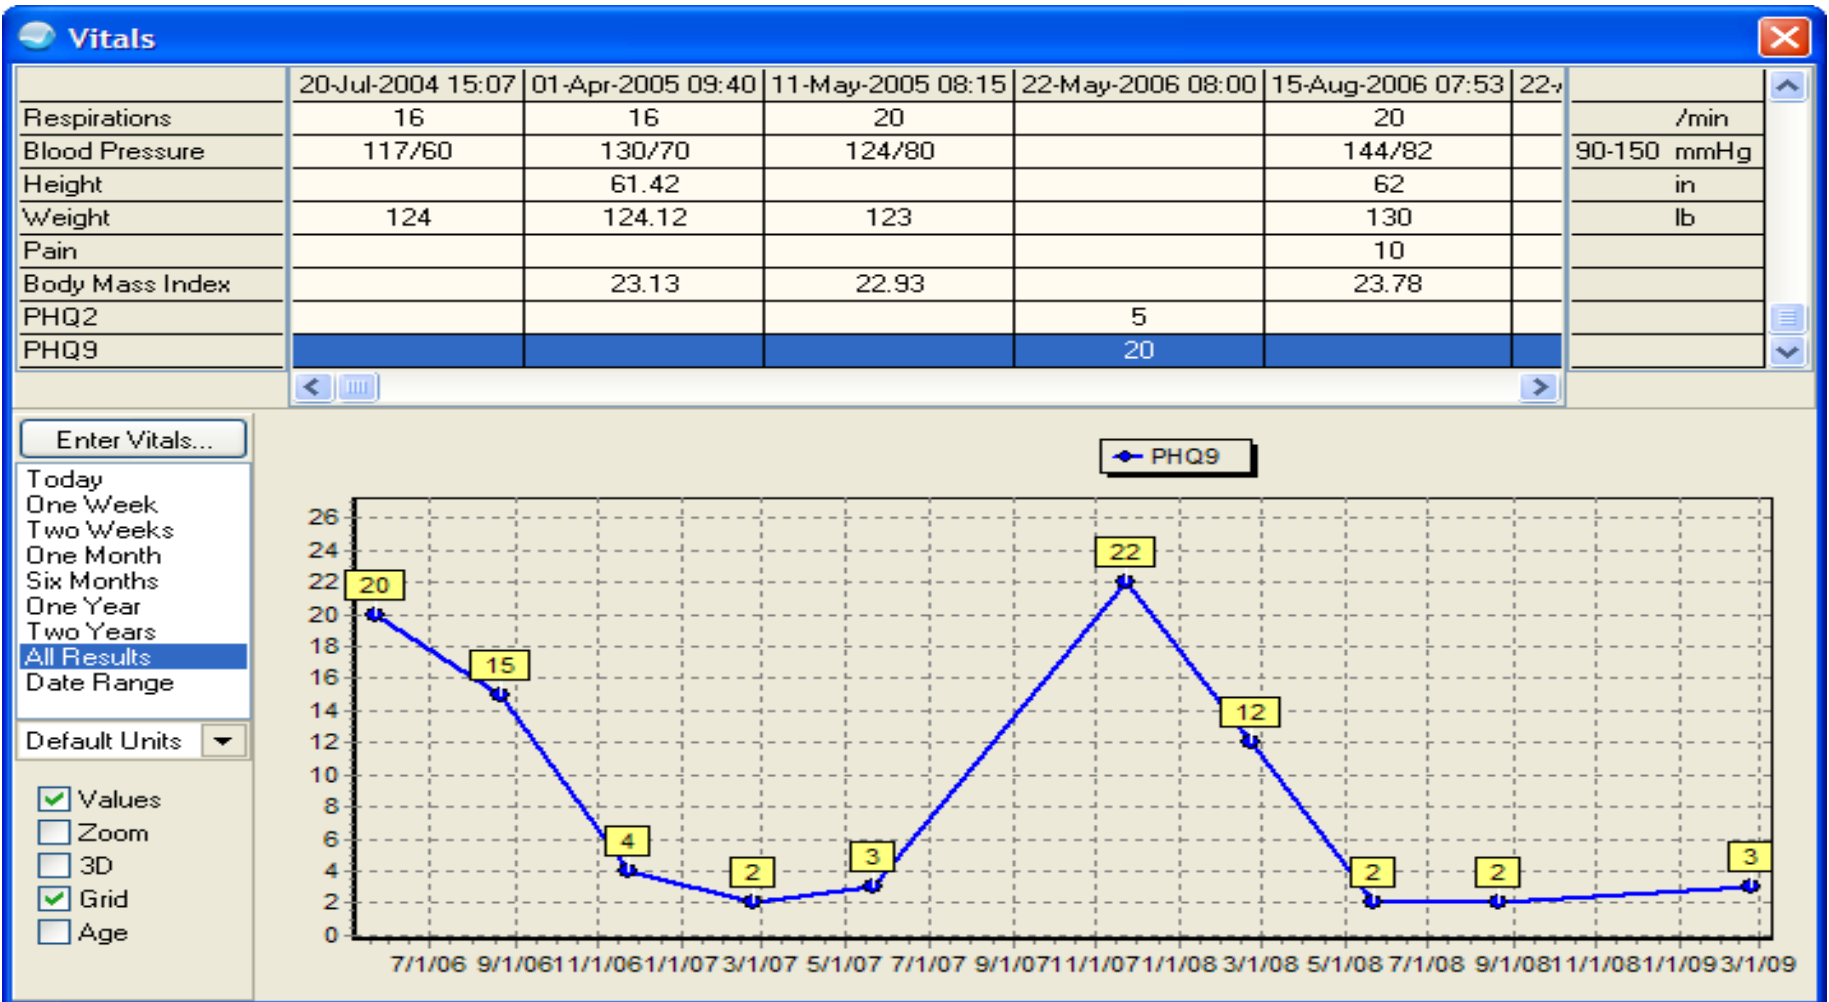 Vitals
20-Jul-2004 15:07 01-Apr-2005 09:40 11-May-2005 08:15 22-May-2006 08:00 15-Aug-2006 07:53
Respirations 16 16 20 20 /min
Blood Pressure 117/60 130/70 124/80 144/82 90-150 mmHg
Height 61.42 62 in
Weight 124 124.12 123 130 lb
Pain 10
Body Mass Index 23.13 22.93 23.78
PHQ2 5
PHQ9 20
Enter Vitals...
Today
One Week
Two Weeks
One Month
Six Months
One Year
Two Years
All Results
Date Range
Default Units
Values
Zoom
3D
Grid
Age
PHQ9
26
24
22
20
18
16
14
12
10
8
6
4
2
0
20 15 4 2 3 22 12 2 2 3
7/1/06 9/1/06 11/1/06 1/1/07 3/1/07 5/1/07 7/1/07 9/1/07 11/1/07 1/1/08 3/1/08 5/1/08 7/1/08 9/1/08 11/1/08 1/1/09 3/1/09